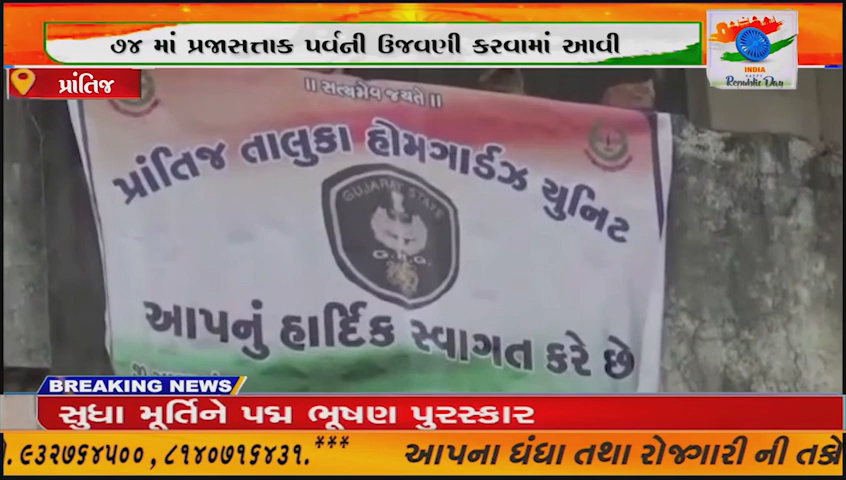 ૭૪ માં પ્રજાસત્તાક પર્વની ઉજવણી કરવામાં આવી
INDIA
HAPPY
Republic Day
પ્રાંતિજ
|| સત્યમેવ જયતે ||
પ્રાંતિજ તાલુકા હોમગાર્ડઝ યુનિટ
GUJARAT STATE
G.H.G.
આપનું હાર્દિક સ્વાગત કરે છે
BREAKING NEWS
સુધા મૂર્તિને પદ્મ ભૂષણ પુરસ્કાર
૯૩૨૭૬૪૫૦૦,૮૧૪૦૭૧૬૪૩૧.*** આપના ધંધા તથા રોજગારી ની